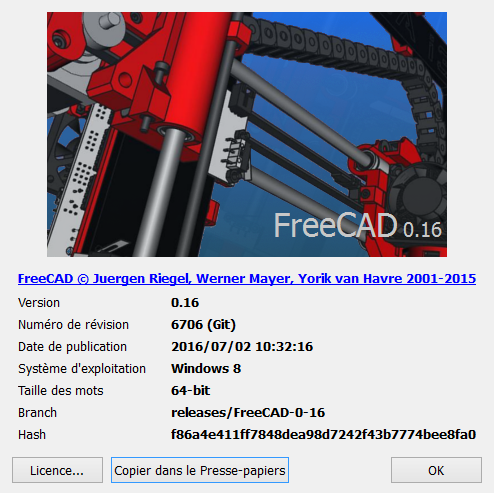 FreeCAD 0.16
FreeCAD © Juergen Riegel, Werner Mayer, Yorik van Havre 2001-2015
Version 0.16
Numéro de révision 6706 (Git)
Date de publication 2016/07/02 10:32:16
Système d'exploitation Windows 8
Taille des mots 64-bit
Branch releases/FreeCAD-0-16
Hash f86a4e411ff7848dea98d7242f43b7774bee8fa0
Licence... Copier dans le Presse-papiers OK